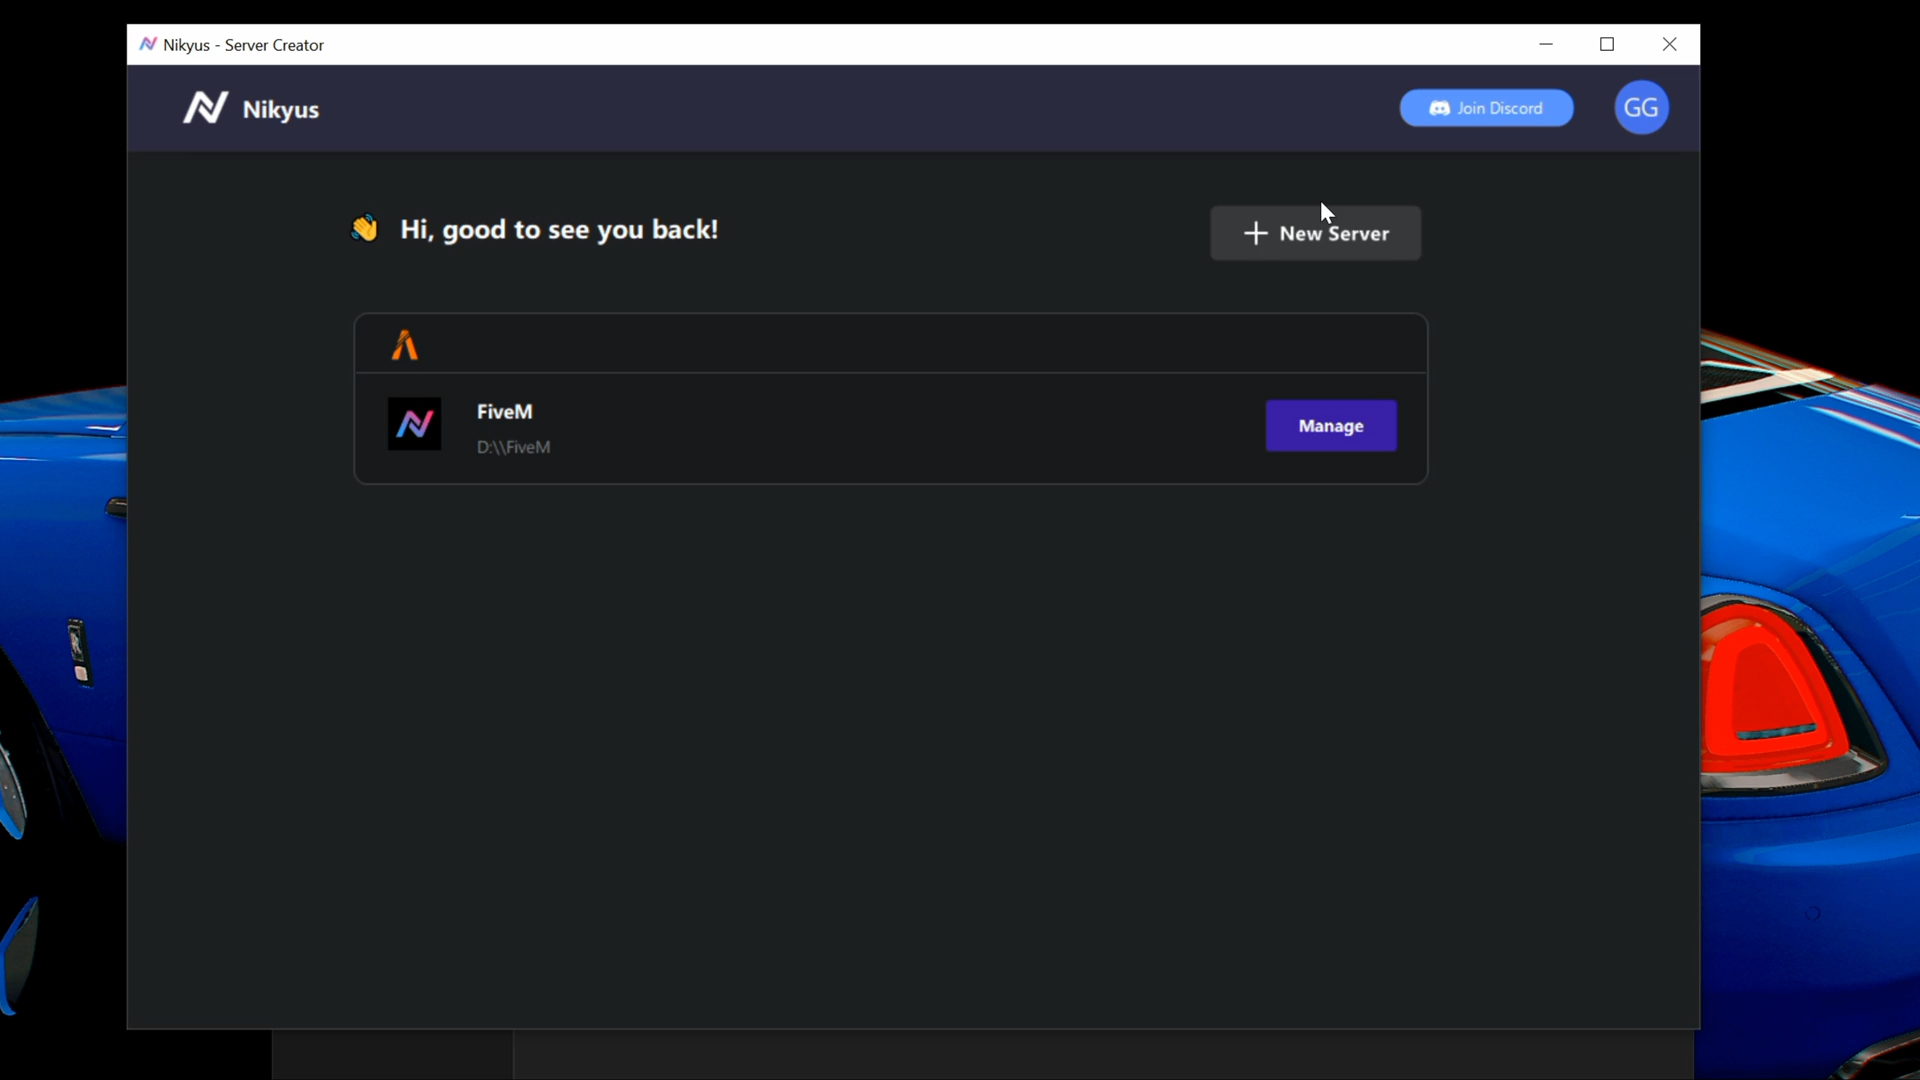 Nikyus - Server Creator
Nikyus
Join Discord
GG
Hi, good to see you back!
New Server
FiveM
D:\\FiveM
Manage